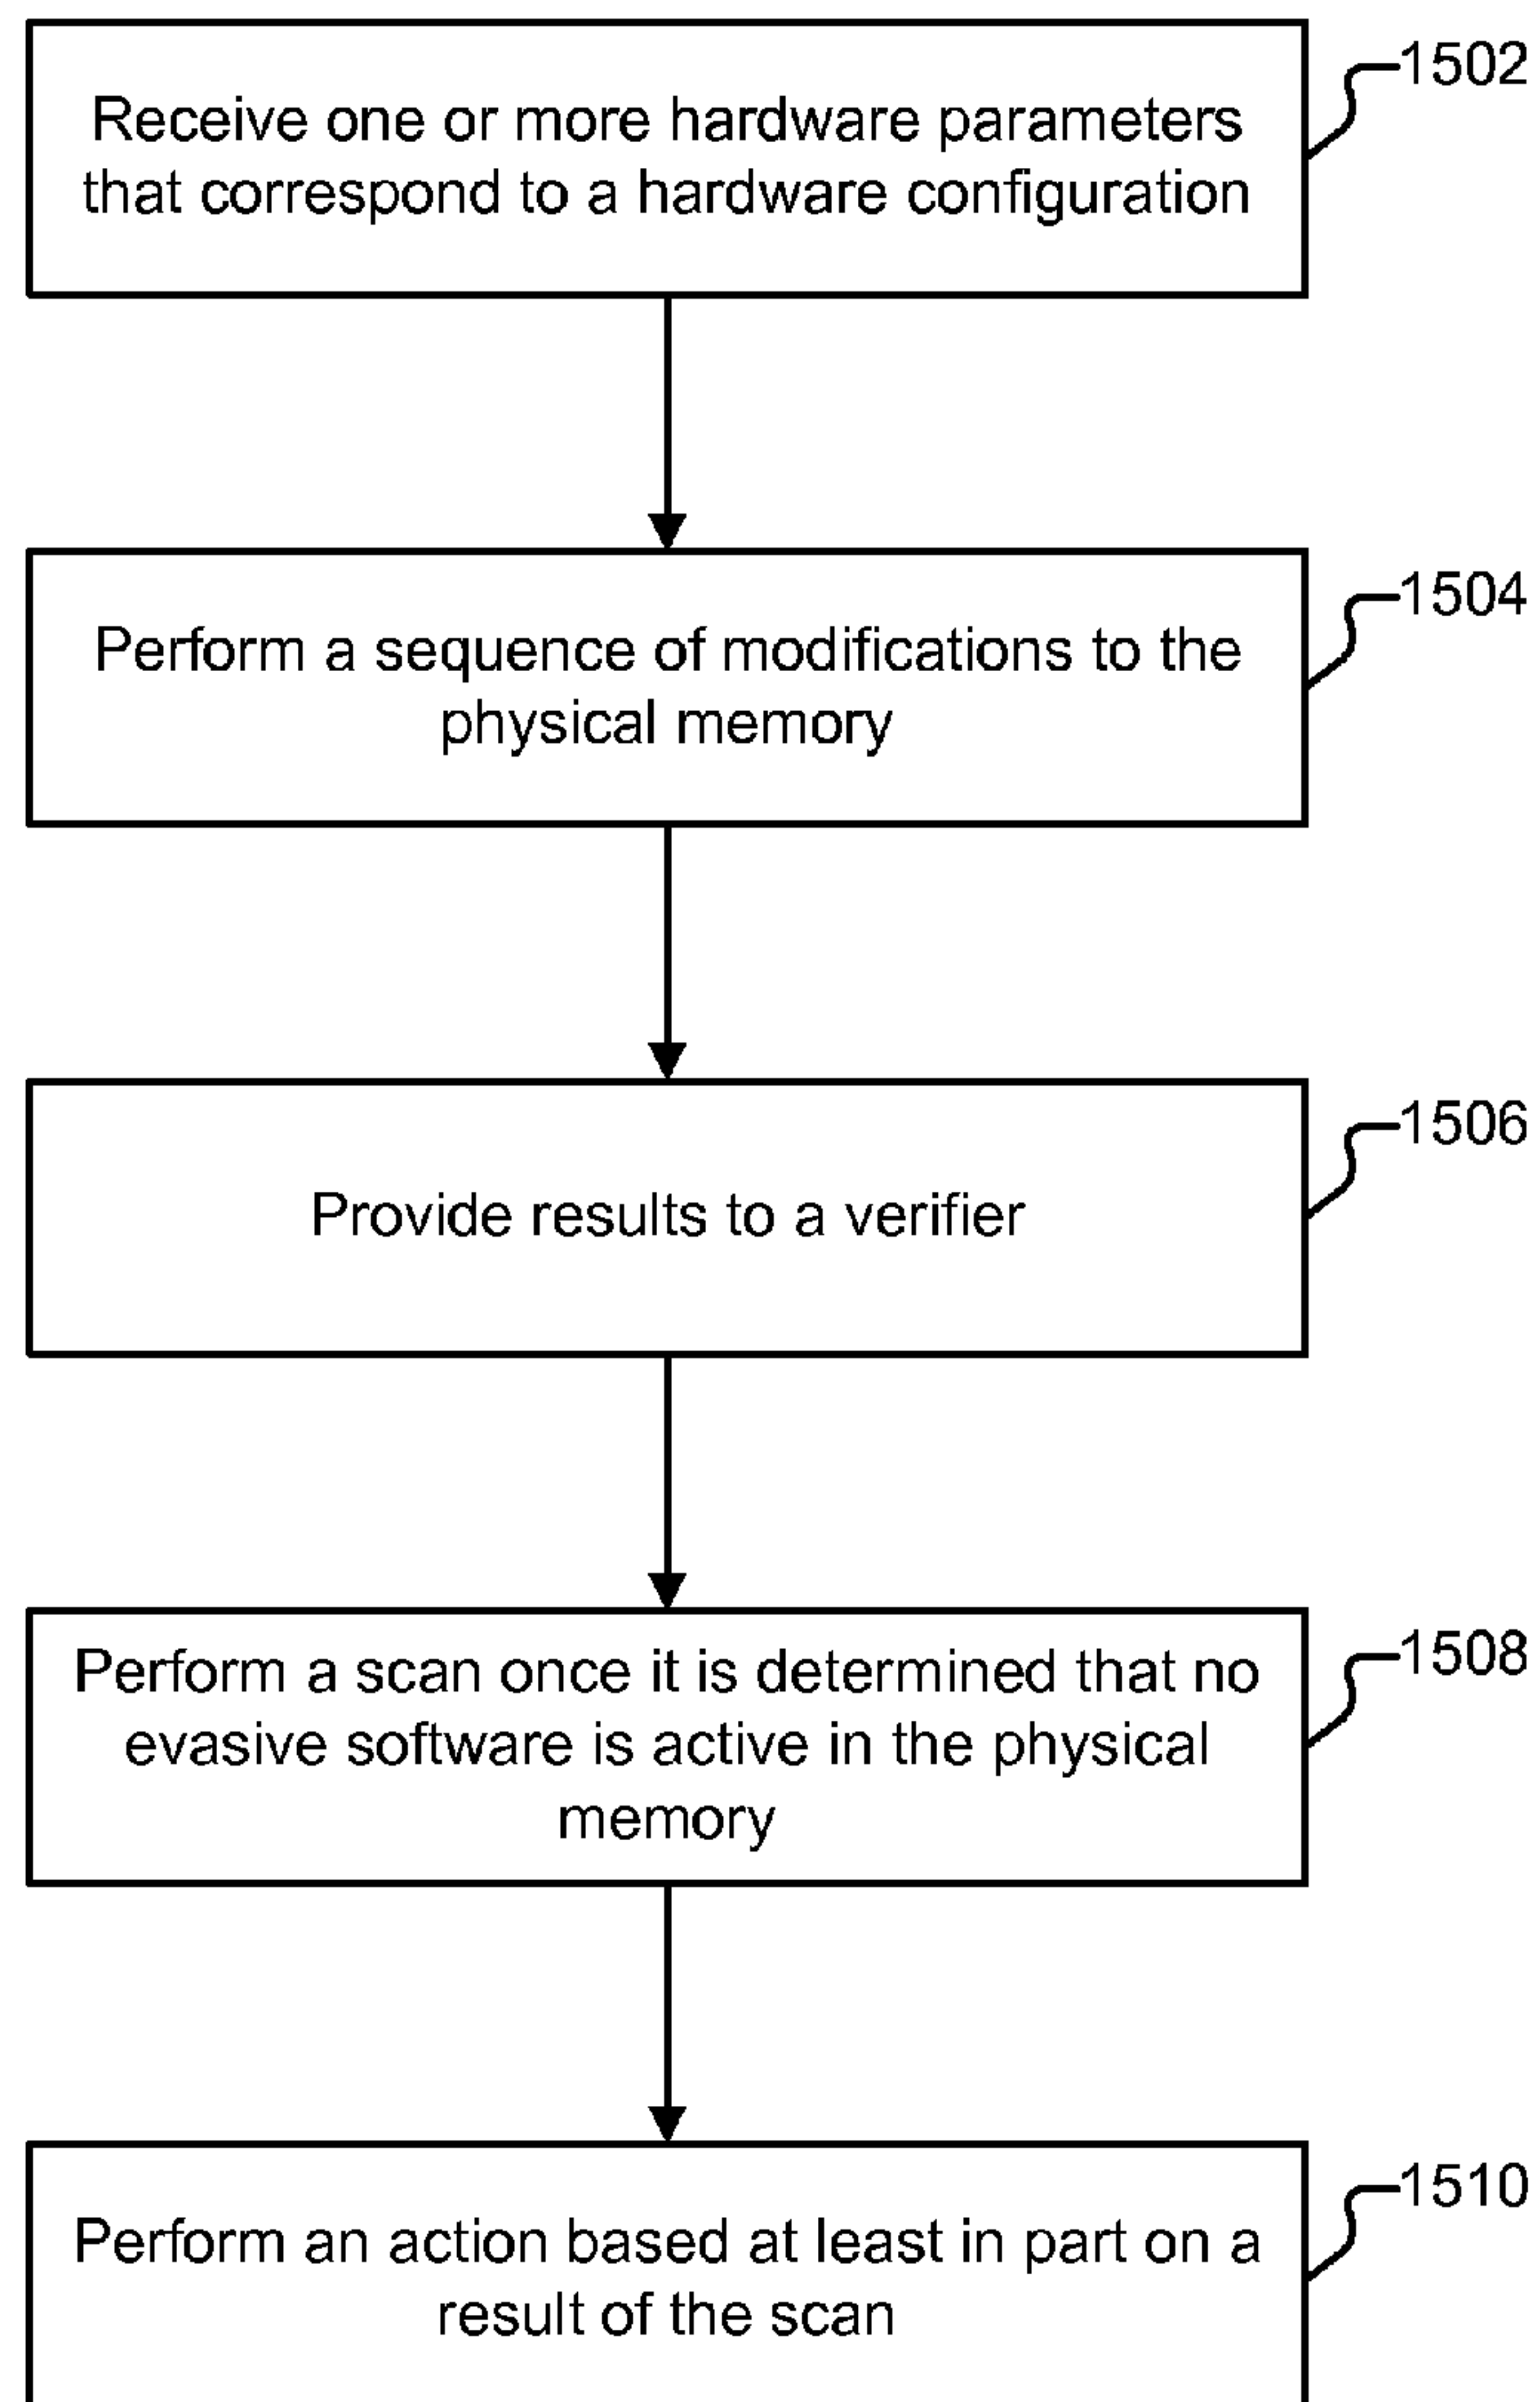 1502
Receive one or more hardware parameters
that correspond to a hardware configuration
1504
Perform a sequence of modifications to the
physical memory
1506
Provide results to a verifier
1508
Perform a scan once it is determined that no
evasive software is active in the physical
memory
1510
Perform an action based at least in part on a
result of the scan